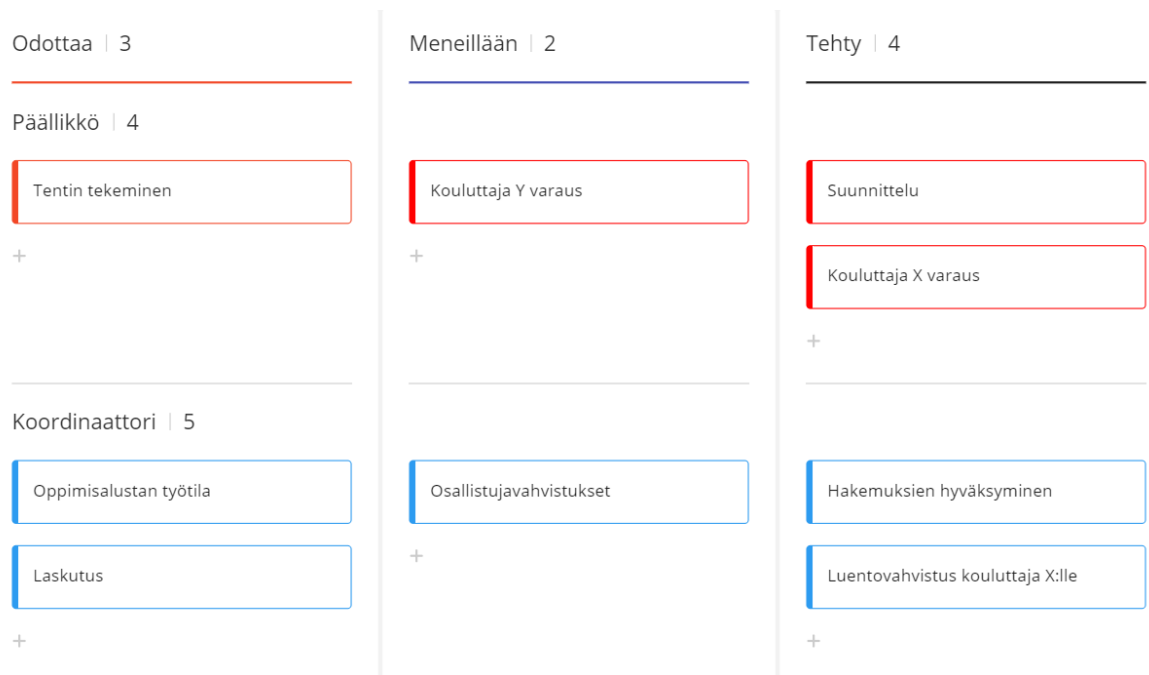 Odottaa | 3
Meneillään | 2
Tehty | 4
Päällikkö | 4
Tentin tekeminen
Kouluttaja Y varaus
Suunnittelu
+
+
Kouluttaja X varaus
+
Koordinaattori | 5
Oppimisalustan työtila
Osallistujavahvistukset
Hakemuksien hyväksyminen
+
Laskutus
Luentovahvistus kouluttaja X:lle
+
+